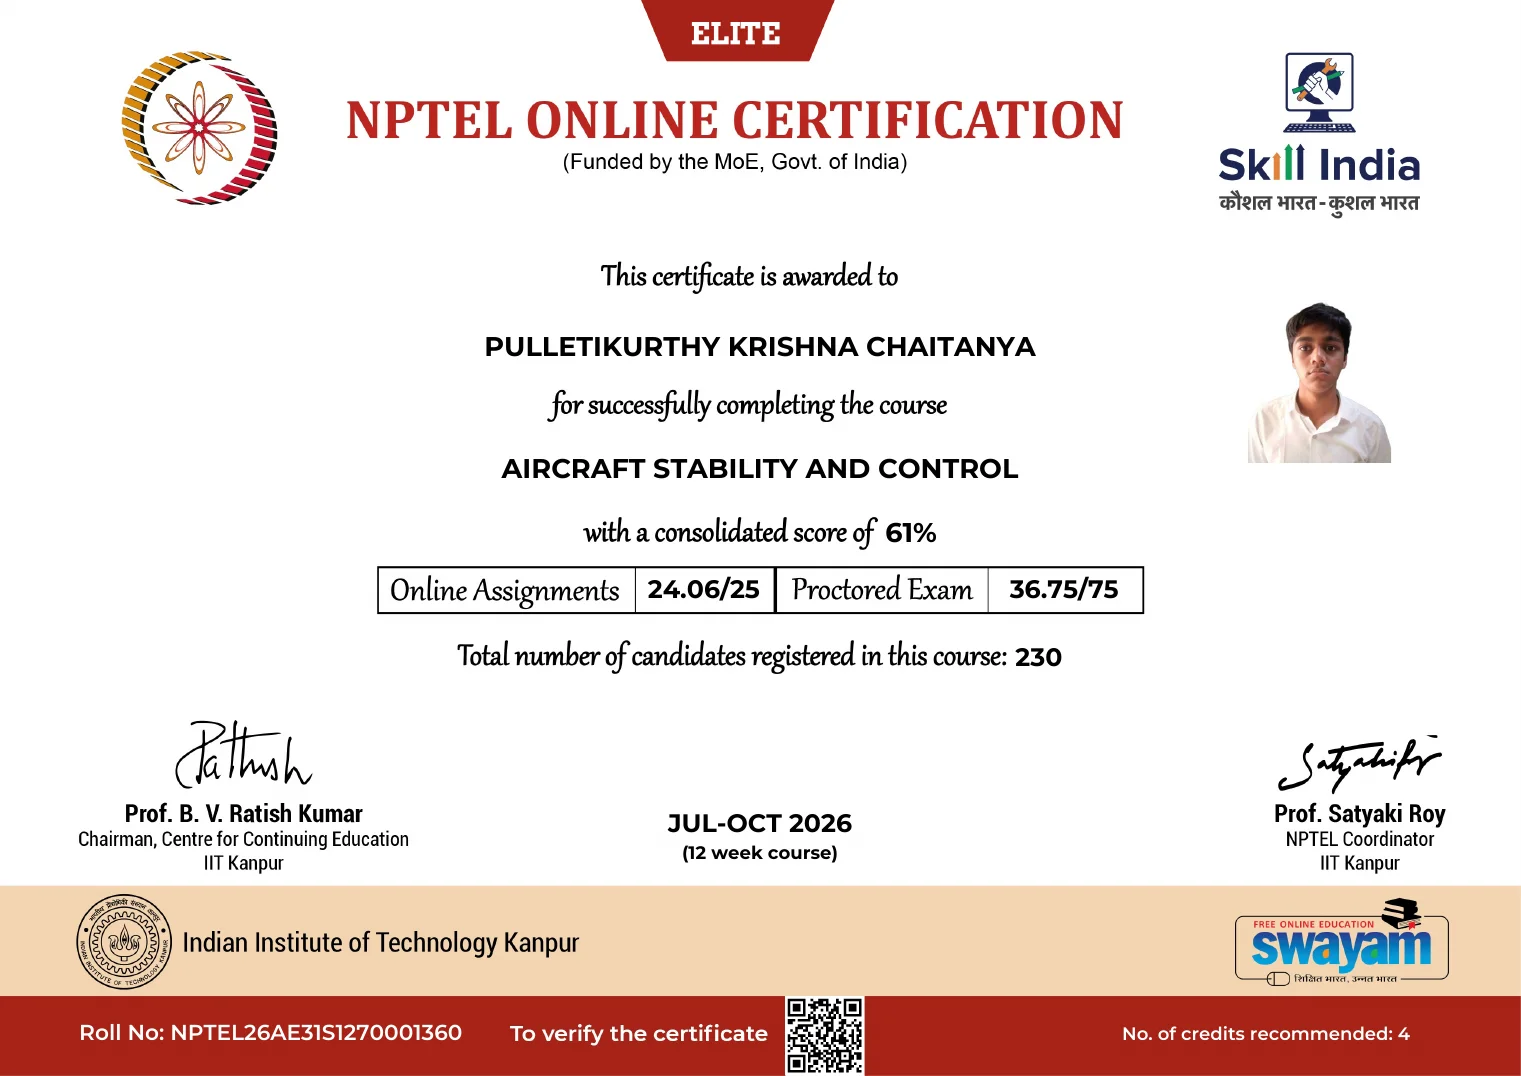 ELITE
NPTEL ONLINE CERTIFICATION
(Funded by the MoE, Govt. of India)
Skill India
कौशल भारत - कुशल भारत
This certificate is awarded to
PULLETIKURTHY KRISHNA CHAITANYA
for successfully completing the course
AIRCRAFT STABILITY AND CONTROL
with a consolidated score of 61%
Online Assignments 24.06/25 Proctored Exam 36.75/75
Total number of candidates registered in this course: 230
Prof. B. V. Ratish Kumar
Chairman, Centre for Continuing Education
IIT Kanpur
JUL-OCT 2026
(12 week course)
Prof. Satyaki Roy
NPTEL Coordinator
IIT Kanpur
INDIAN INSTITUTE OF TECHNOLOGY KANPUR
Indian Institute of Technology Kanpur
FREE ONLINE EDUCATION
swayam
शिक्षित भारत, उन्नत भारत
Roll No: NPTEL26AE31S1270001360
To verify the certificate
No. of credits recommended: 4